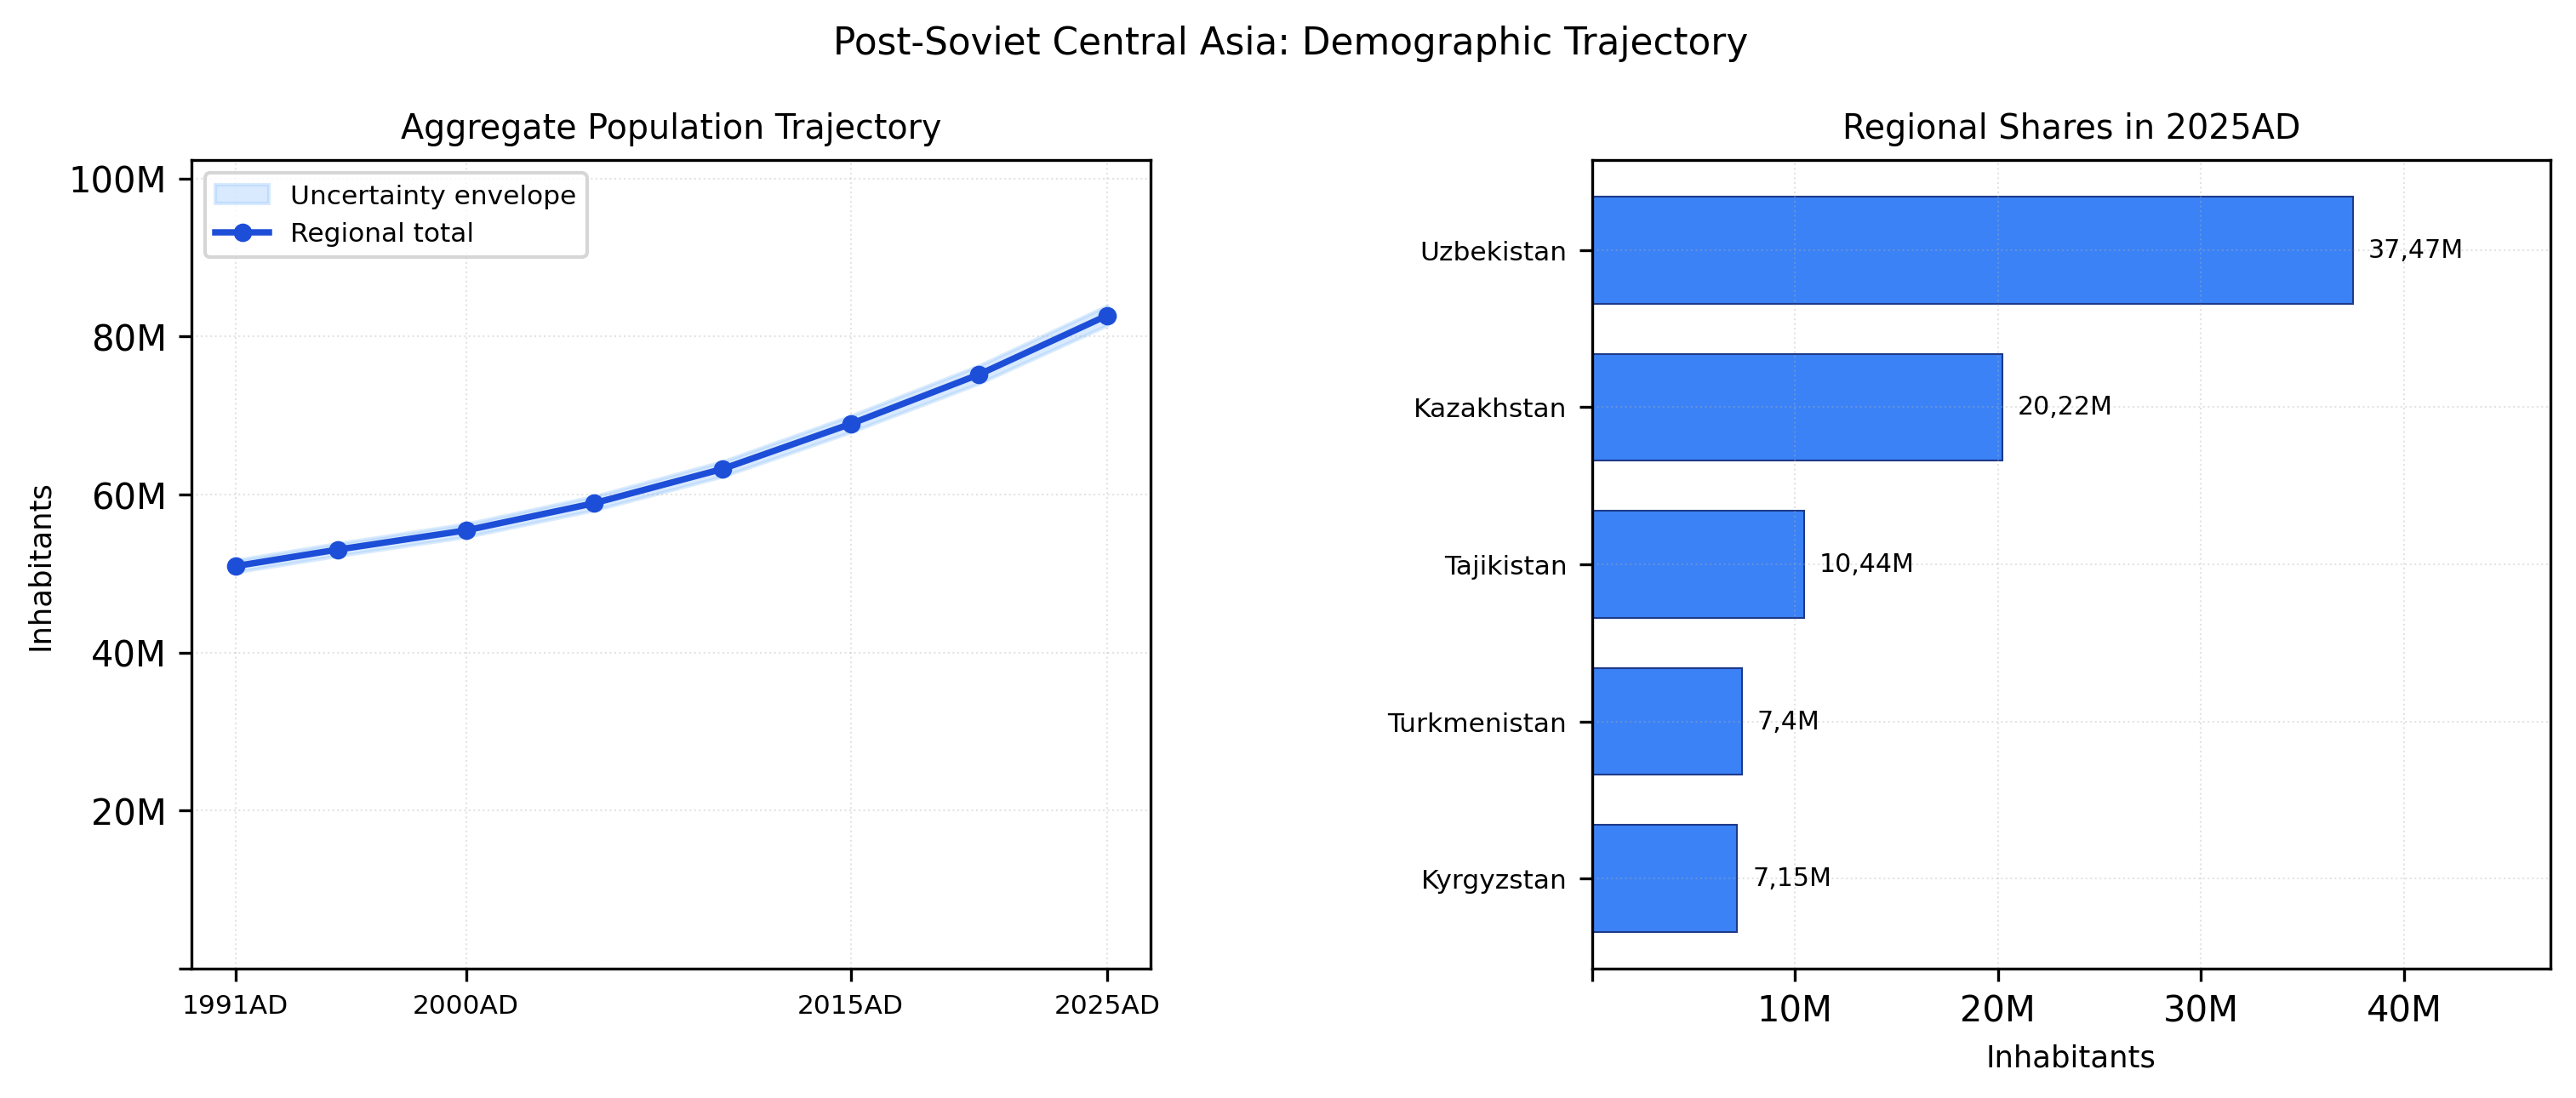 Post-Soviet Central Asia: Demographic Trajectory
Aggregate Population Trajectory
Uncertainty envelope
Regional total
100M
80M
60M
40M
20M
Inhabitants
1991AD
2000AD
2015AD
2025AD
Regional Shares in 2025AD
Uzbekistan
37,47M
Kazakhstan
20,22M
Tajikistan
10,44M
Turkmenistan
7,4M
Kyrgyzstan
7,15M
10M
20M
30M
40M
Inhabitants